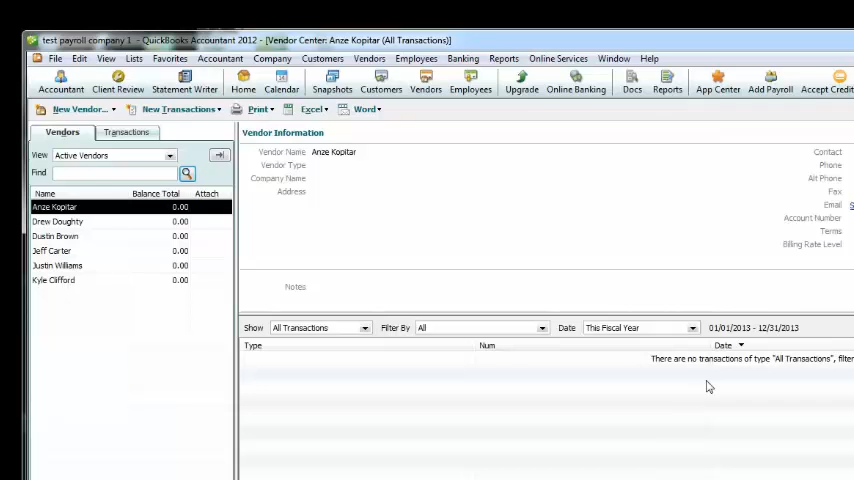 test payroll company 1 - QuickBooks Accountant 2012 - [Vendor Center: Anze Kopitar (All Transactions)]
File Edit View Lists Favorites Accountant Company Customers Vendors Employees Banking Reports Online Services Window Help
Accountant Client Review Statement Writer Home Calendar Snapshots Customers Vendors Employees Upgrade Online Banking Docs Reports App Center Add Payroll Accept Credit
New Vendor... New Transactions Print Excel Word
Vendors Transactions
View Active Vendors
Find
Name Balance Total Attach
Anze Kopitar 0.00
Drew Doughty 0.00
Dustin Brown 0.00
Jeff Carter 0.00
Justin Williams 0.00
Kyle Clifford 0.00
Vendor Information
Vendor Name Anze Kopitar
Vendor Type
Company Name
Address
Contact
Phone
Alt Phone
Fax
Email
Account Number
Terms
Billing Rate Level
Notes
Show All Transactions Filter By All Date This Fiscal Year 01/01/2013 - 12/31/2013
Type Num Date
There are no transactions of type "All Transactions", filter